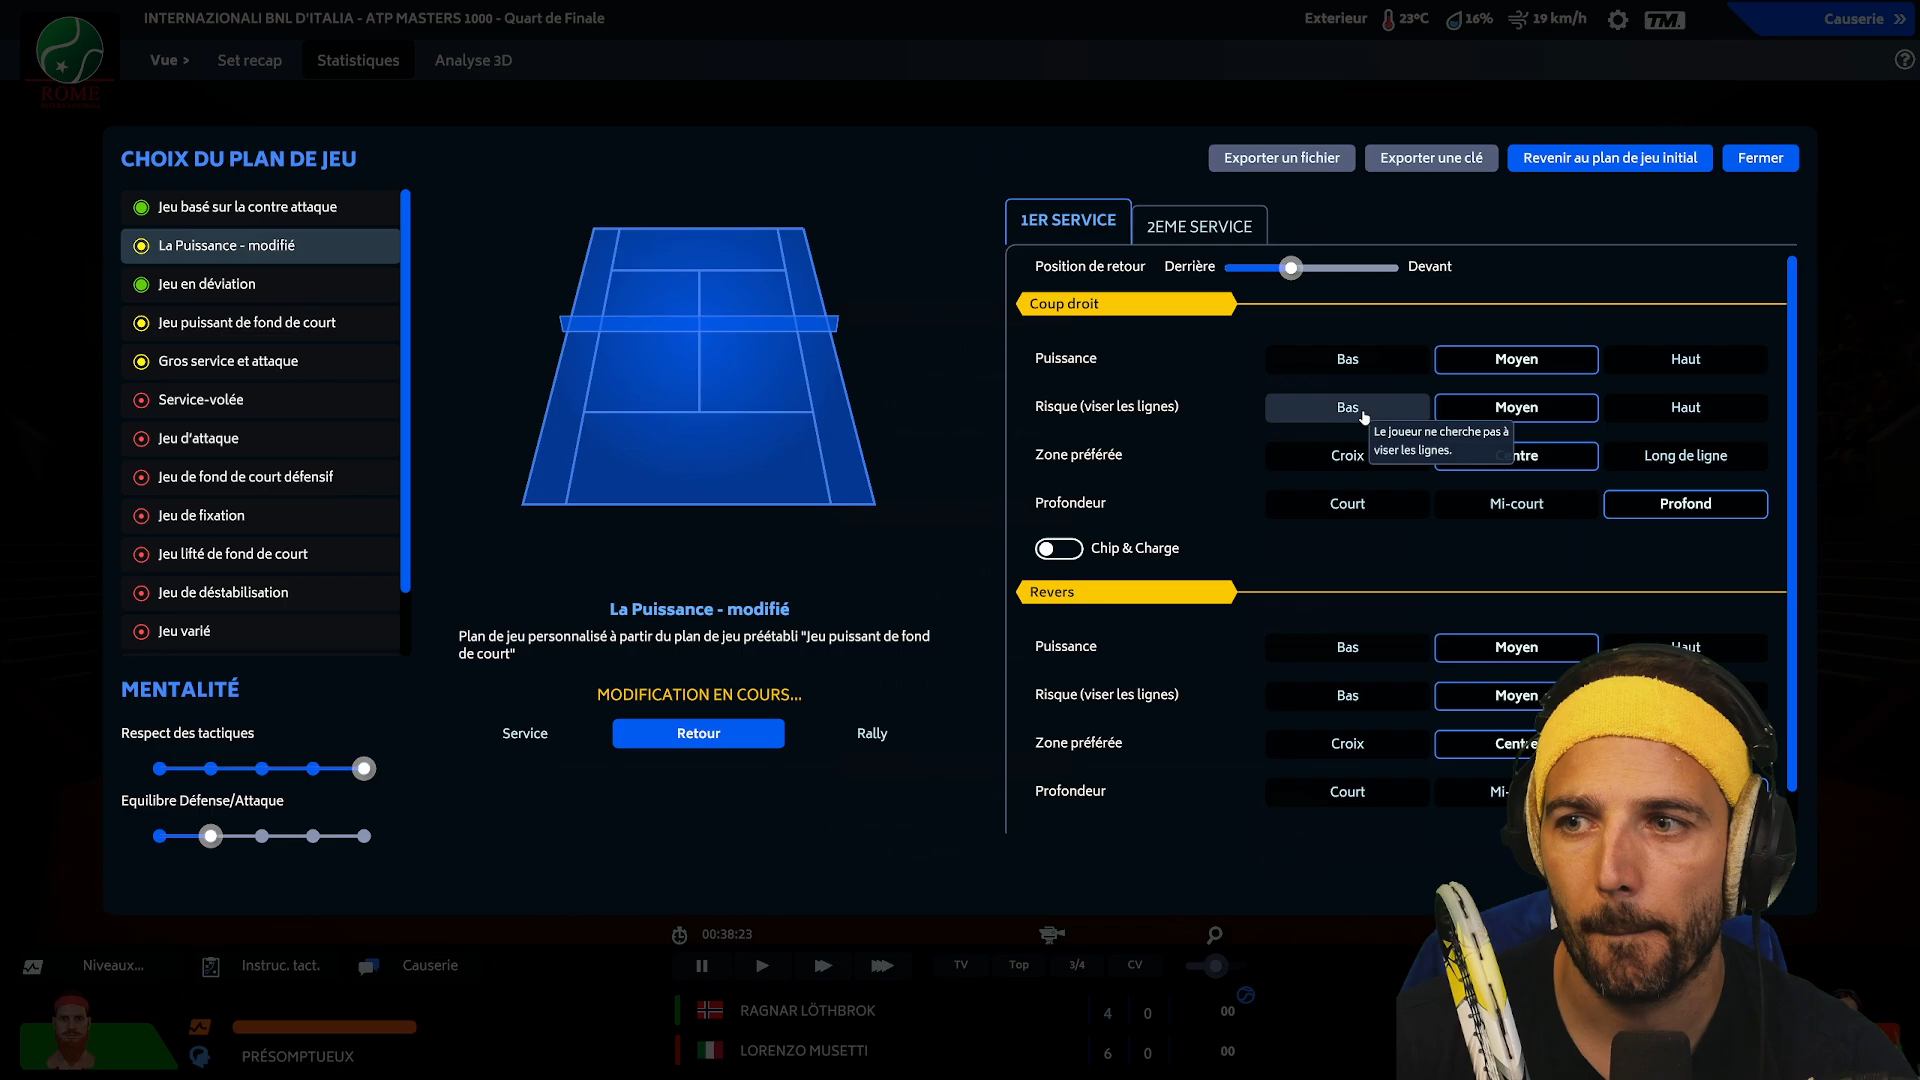 INTERNAZIONALI BNL D'ITALIA - ATP MASTERS 1000 - Quart de Finale
Exterieur
23°C
16%
19 km/h
TM.
Causerie »
ROME
Vue >
Set recap
Statistiques
Analyse 3D
CHOIX DU PLAN DE JEU
Exporter un fichier
Exporter une clé
Revenir au plan de jeu initial
Fermer
Jeu basé sur la contre attaque
La Puissance - modifié
Jeu en déviation
Jeu puissant de fond de court
Gros service et attaque
Service-volée
Jeu d'attaque
Jeu de fond de court défensif
Jeu de fixation
Jeu lifté de fond de court
Jeu de déstabilisation
Jeu varié
MENTALITÉ
Respect des tactiques
Equilibre Défense/Attaque
La Puissance - modifié
Plan de jeu personnalisé à partir du plan de jeu préétabli "Jeu puissant de fond
de court"
MODIFICATION EN COURS...
Service
Retour
Rally
1ER SERVICE
2EME SERVICE
Position de retour
Derrière
Devant
Coup droit
Puissance
Bas
Moyen
Haut
Risque (viser les lignes)
Bas
Moyen
Haut
Le joueur ne cherche pas à
viser les lignes.
Zone préférée
Croix
Centre
Long de ligne
Profondeur
Court
Mi-court
Profond
Chip & Charge
Revers
Puissance
Bas
Moyen
Haut
Risque (viser les lignes)
Bas
Moyen
Zone préférée
Croix
Centre
Profondeur
Court
Mi-
00:38:23
Niveaux...
Instruc. tact.
Causerie
TV
Top
3/4
CV
PRÉSOMPTUEUX
RAGNAR LÖTHBROK
4
0
00
LORENZO MUSETTI
6
0
00